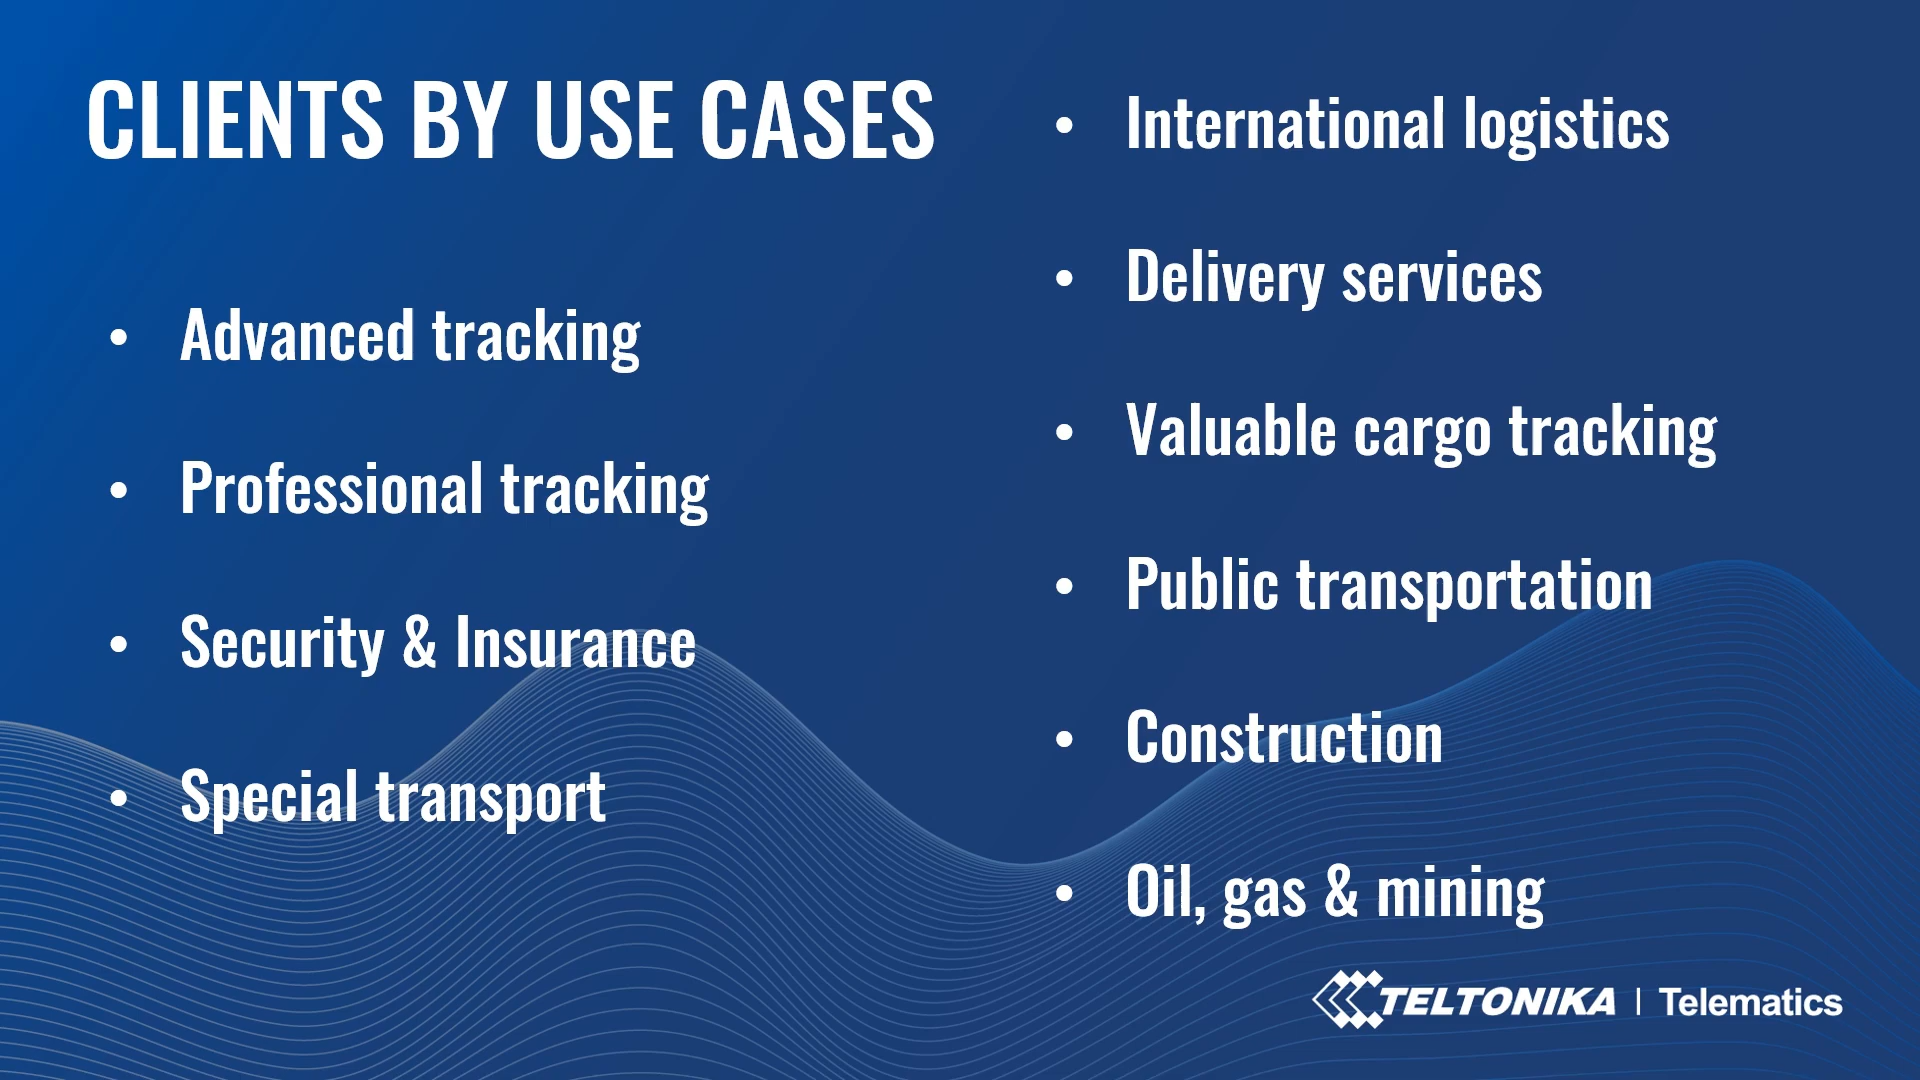 CLIENTS BY USE CASES
• Advanced tracking
• Professional tracking
• Security & Insurance
• Special transport
• International logistics
• Delivery services
• Valuable cargo tracking
• Public transportation
• Construction
• Oil, gas & mining
TELTONIKA | Telematics